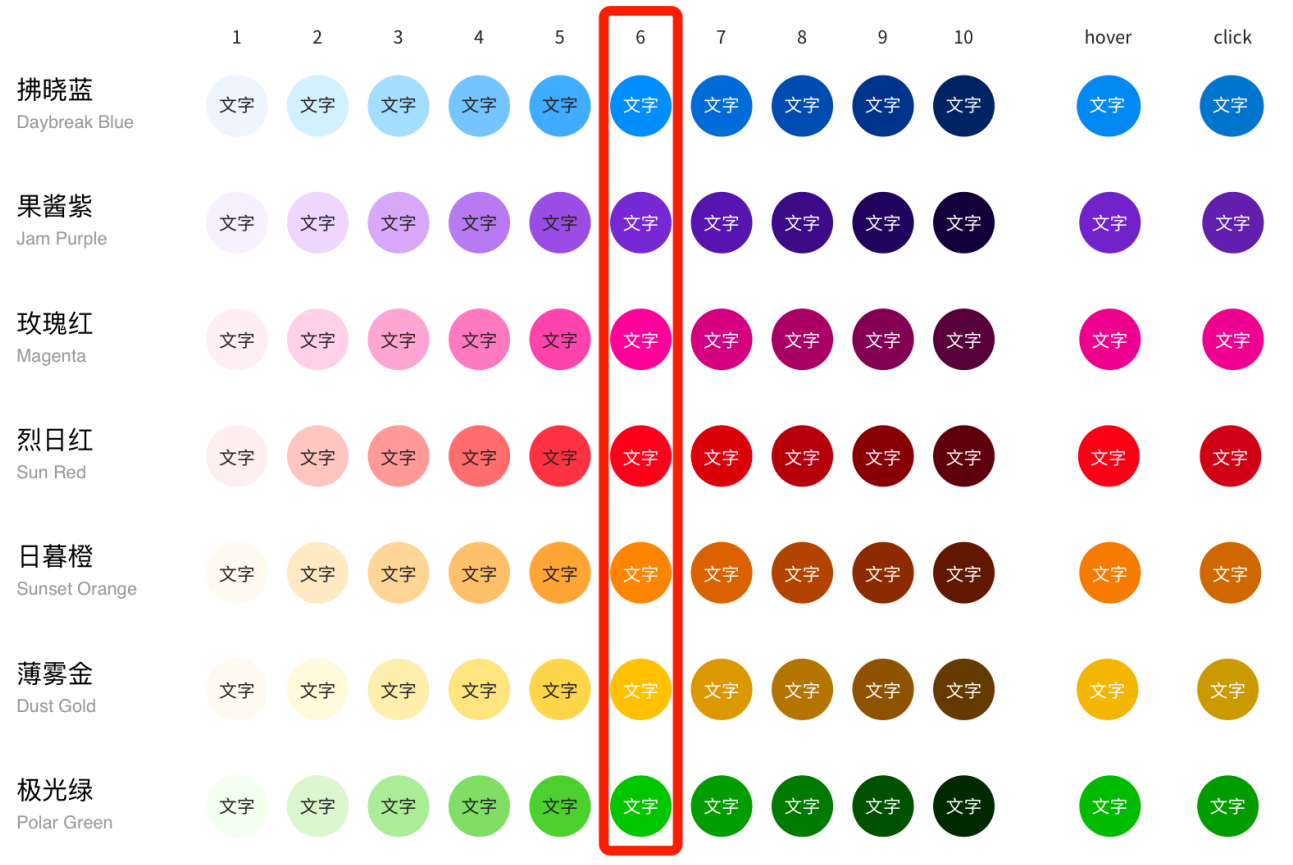 1 2 3 4 5 6 7 8 9 10 hover click
拂晓蓝
文字 文字 文字 文字 文字 文字 文字 文字 文字 文字 文字 文字
Daybreak Blue
果酱紫
文字 文字 文字 文字 文字 文字 文字 文字 文字 文字 文字 文字
Jam Purple
玫瑰红
文字 文字 文字 文字 文字 文字 文字 文字 文字 文字 文字 文字
Magenta
烈日红
文字 文字 文字 文字 文字 文字 文字 文字 文字 文字 文字 文字
Sun Red
日暮橙
文字 文字 文字 文字 文字 文字 文字 文字 文字 文字 文字 文字
Sunset Orange
薄雾金
文字 文字 文字 文字 文字 文字 文字 文字 文字 文字 文字 文字
Dust Gold
极光绿
文字 文字 文字 文字 文字 文字 文字 文字 文字 文字 文字 文字
Polar Green